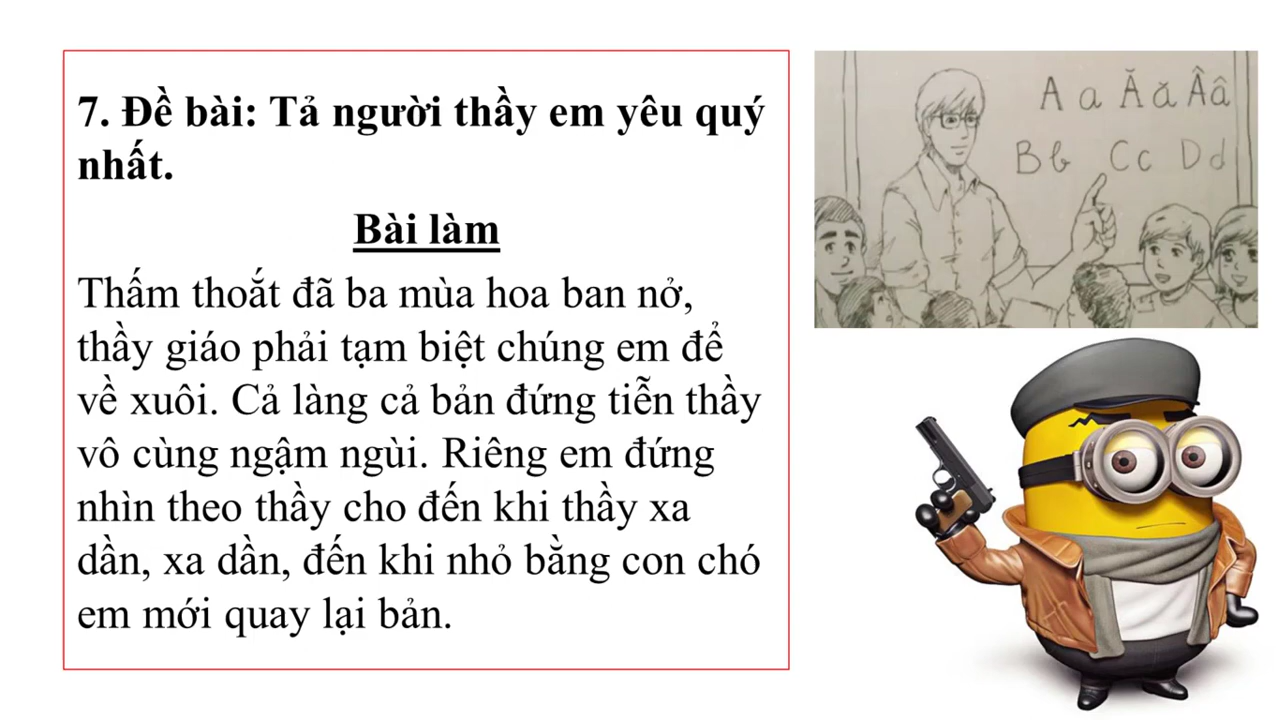 7. Đề bài: Tả người thầy em yêu quý
nhất.
Bài làm
Thấm thoắt đã ba mùa hoa ban nở,
thầy giáo phải tạm biệt chúng em để
về xuôi. Cả làng cả bản đứng tiễn thầy
vô cùng ngậm ngùi. Riêng em đứng
nhìn theo thầy cho đến khi thầy xa
dần, xa dần, đến khi nhỏ bằng con chó
em mới quay lại bản.
A a Ă ă Â â
B b C c D d